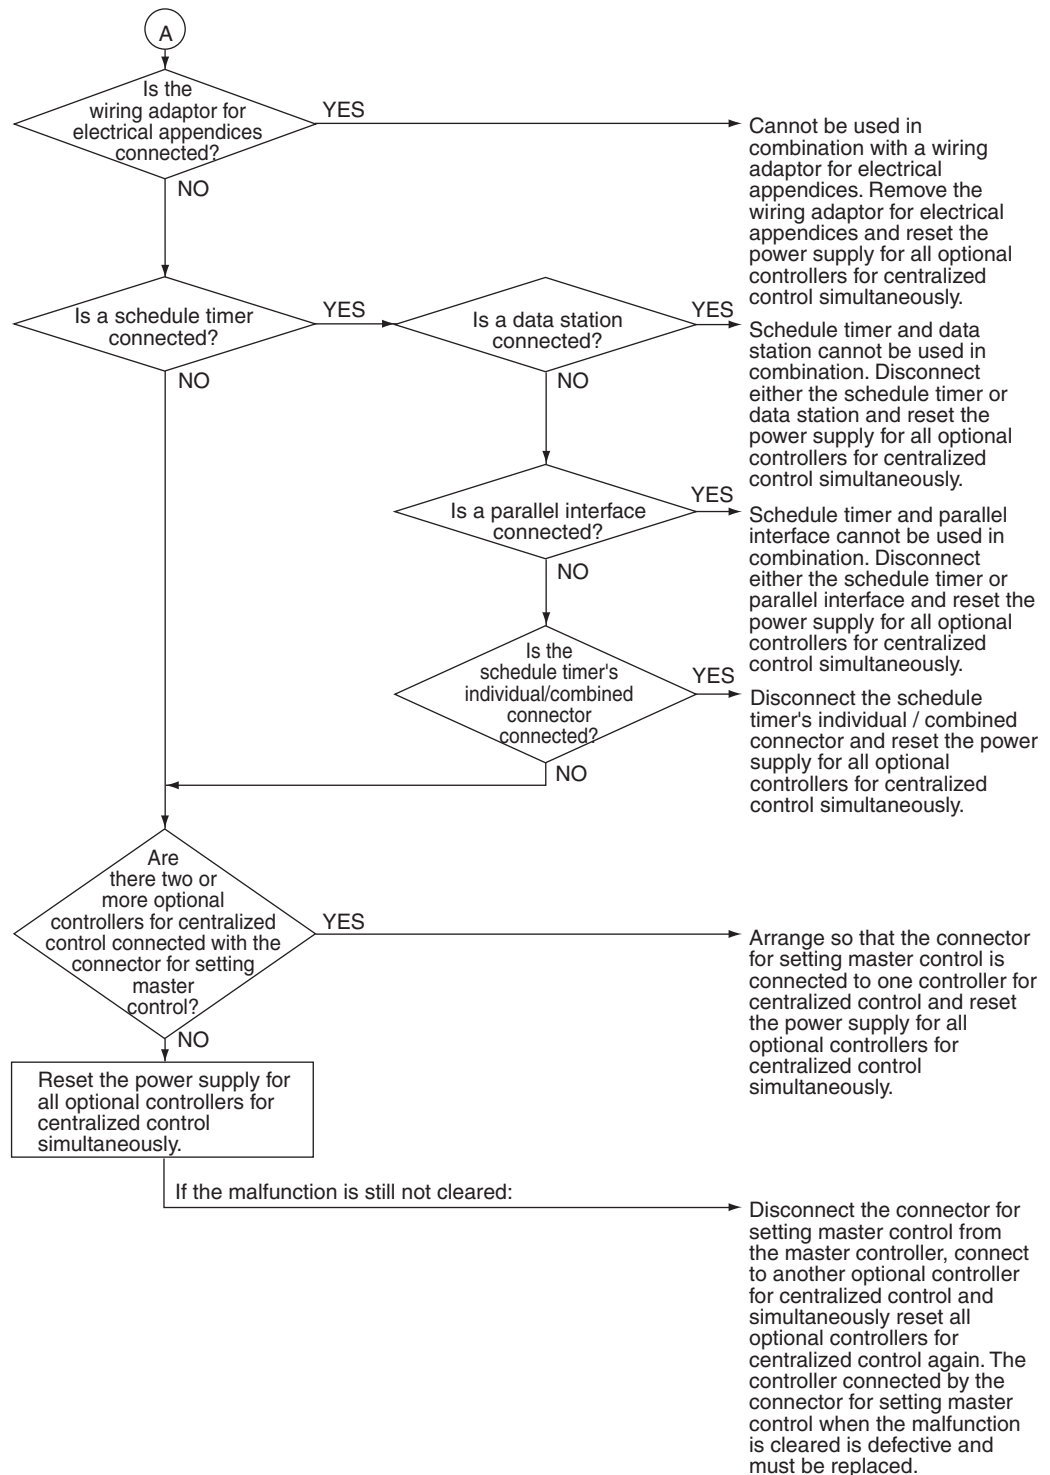 A
Is the
wiring adaptor for
electrical appendices
connected?
YES
NO
Cannot be used in
combination with a wiring
adaptor for electrical
appendices. Remove the
wiring adaptor for electrical
appendices and reset the
power supply for all optional
controllers for centralized
control simultaneously.
Is a schedule timer
connected?
YES
NO
Is a data station
connected?
YES
NO
Schedule timer and data
station cannot be used in
combination. Disconnect
either the schedule timer or
data station and reset the
power supply for all optional
controllers for centralized
control simultaneously.
Is a parallel interface
connected?
YES
NO
Schedule timer and parallel
interface cannot be used in
combination. Disconnect
either the schedule timer or
parallel interface and reset the
power supply for all optional
controllers for centralized
control simultaneously.
Is the
schedule timer's
individual/combined
connector
connected?
YES
NO
Disconnect the schedule
timer's individual / combined
connector and reset the power
supply for all optional
controllers for centralized
control simultaneously.
Are
there two or
more optional
controllers for centralized
control connected with the
connector for setting
master
control?
YES
NO
Arrange so that the connector
for setting master control is
connected to one controller for
centralized control and reset
the power supply for all
optional controllers for
centralized control
simultaneously.
Reset the power supply for
all optional controllers for
centralized control
simultaneously.
If the malfunction is still not cleared:
Disconnect the connector for
setting master control from
the master controller, connect
to another optional controller
for centralized control and
simultaneously reset all
optional controllers for
centralized control again. The
controller connected by the
connector for setting master
control when the malfunction
is cleared is defective and
must be replaced.